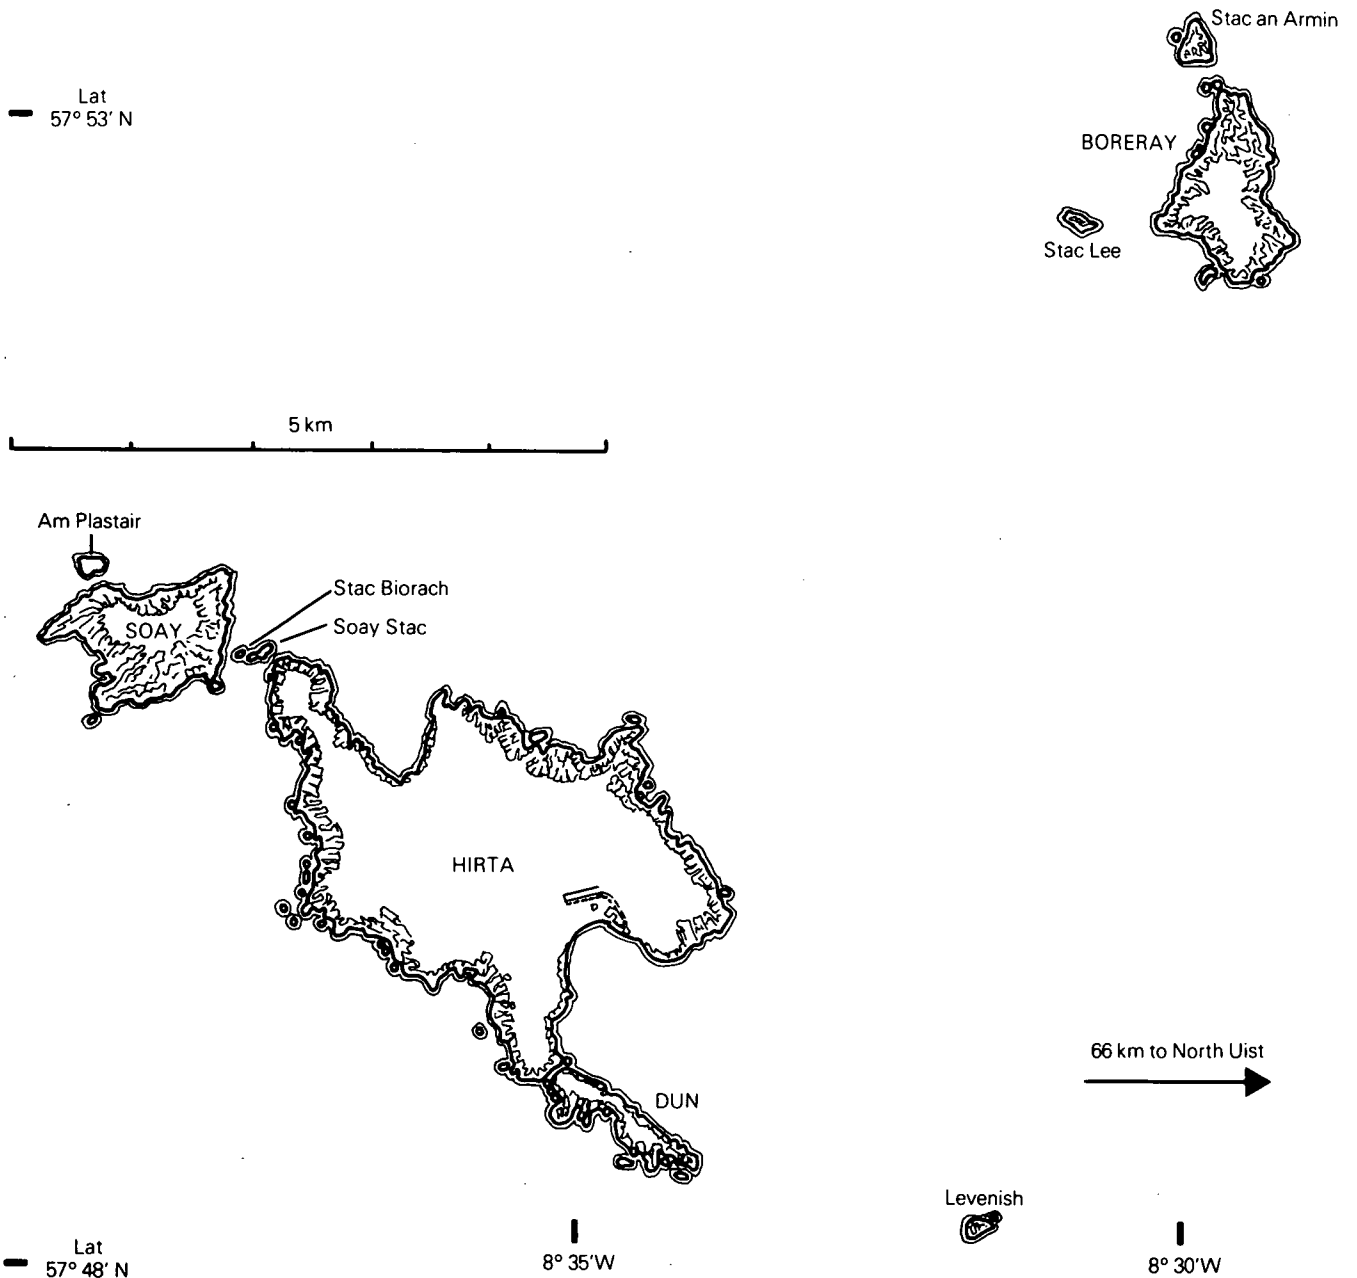 Stac an Armin
Lat
57° 53' N
BORERAY
Stac Lee
5 km
Am Plastair
Stac Biorach
SOAY
Soay Stac
HIRTA
66 km to North Uist
DUN
Levenish
Lat
57° 48' N
8° 35'W
8° 30'W